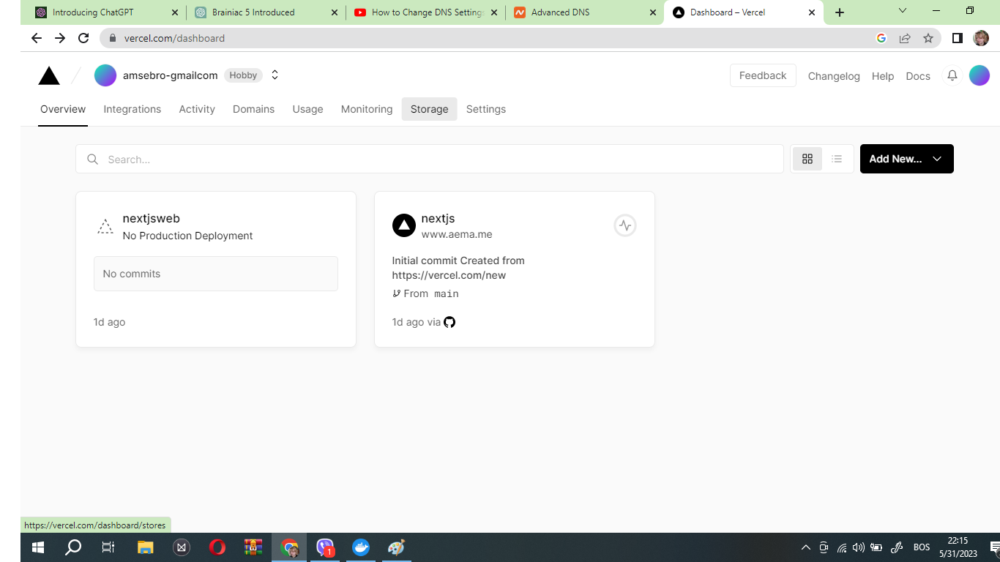 Introducing ChatGPT
Brainiac 5 Introduced
How to Change DNS Settings
Advanced DNS
Dashboard – Vercel
vercel.com/dashboard
amsebro-gmailcom Hobby
Feedback Changelog Help Docs
Overview Integrations Activity Domains Usage Monitoring Storage Settings
Search...
Add New...
nextjsweb
No Production Deployment
No commits
1d ago
nextjs
www.aema.me
Initial commit Created from
https://vercel.com/new
From main
1d ago via
https://vercel.com/dashboard/stores
1
BOS
22:15
5/31/2023